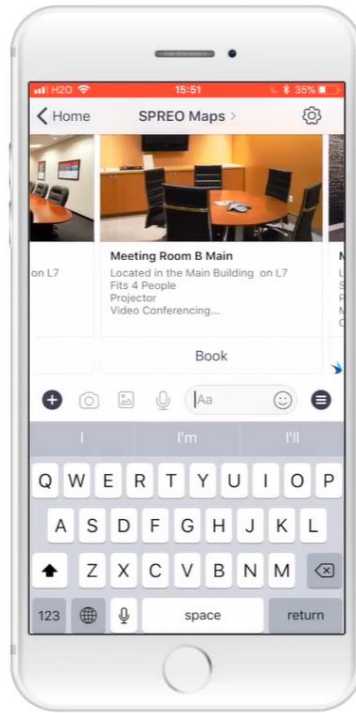 H2O 15:51 35%
Home SPREO Maps
on L7
Meeting Room B Main
Located in the Main Building on L7
Fits 4 People
Projector
Video Conferencing...
Book
Aa
I I'm I'll
Q W E R T Y U I O P
A S D F G H J K L
Z X C V B N M
123 space return